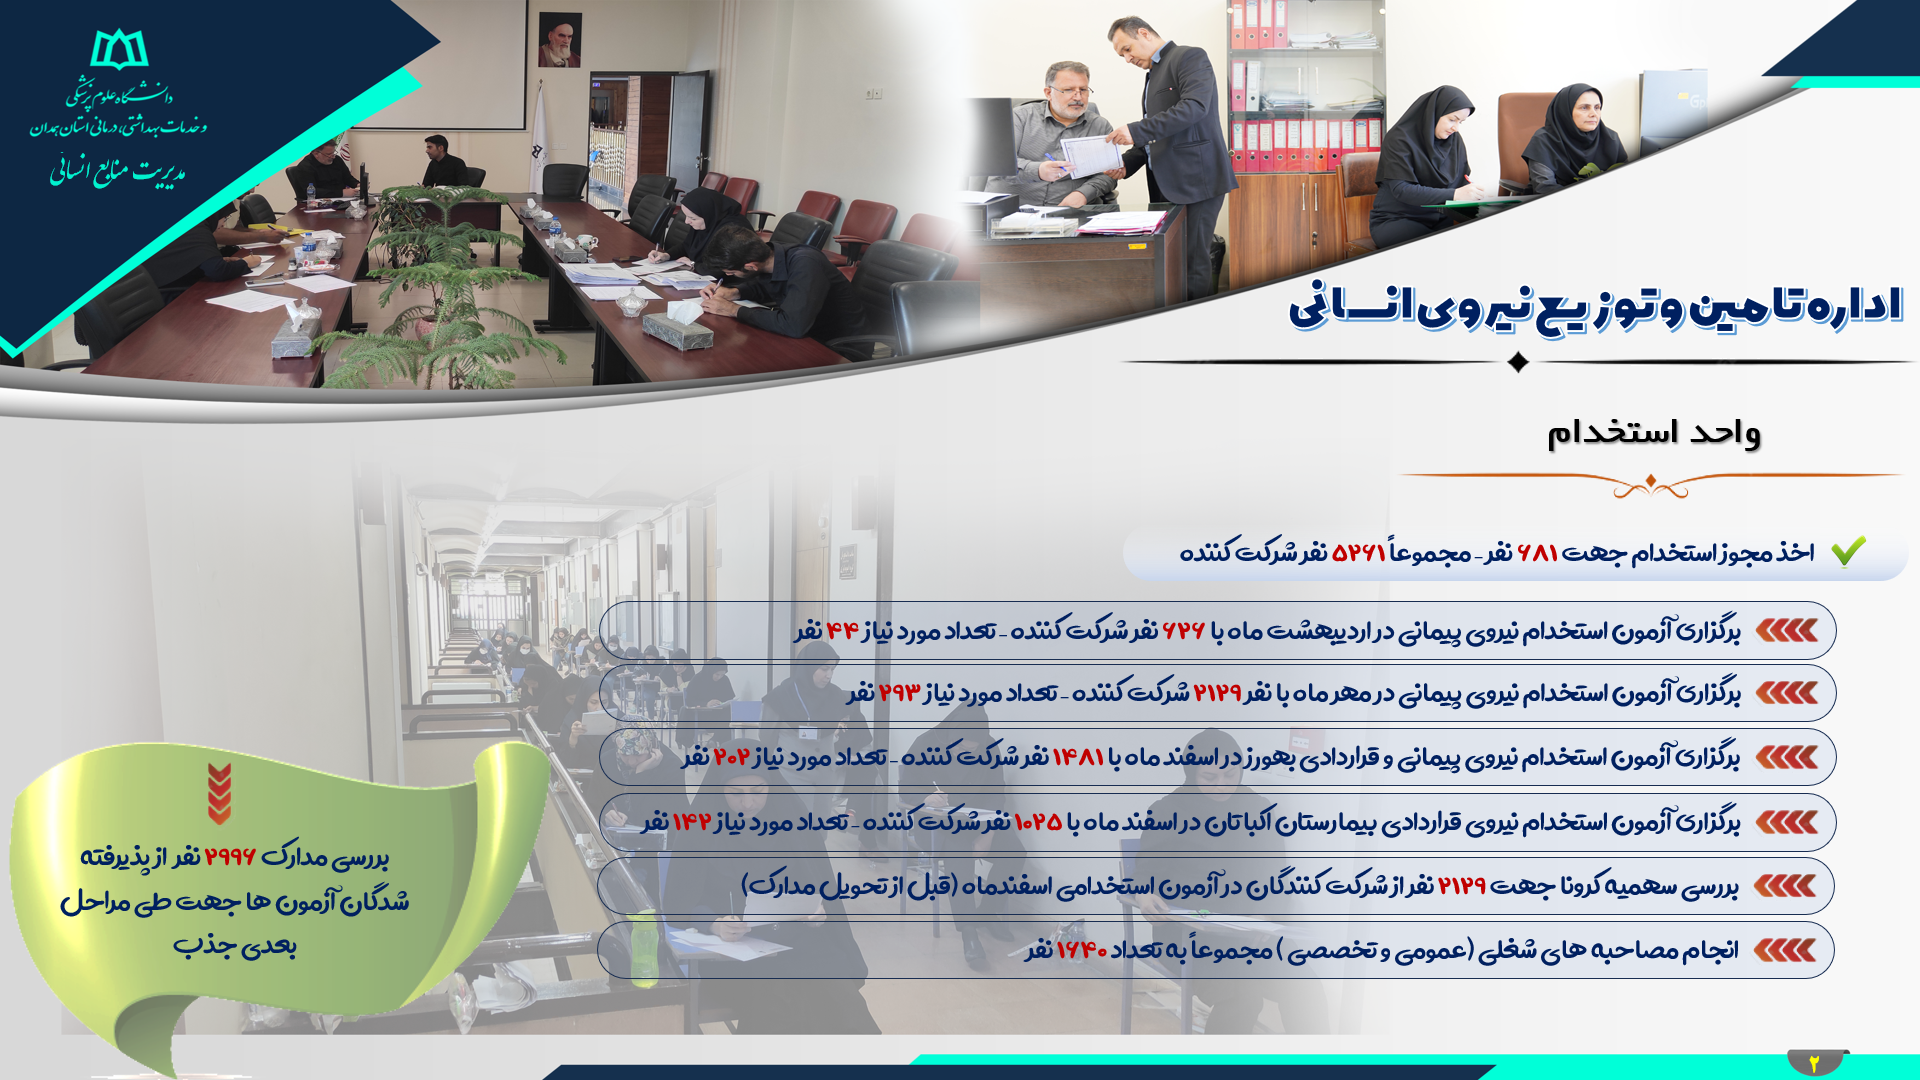 دانشگاه علوم پزشکی
و خدمات بهداشتی، درمانی استان همدان
مدیریت منابع انسانی
اداره تامین و توزیع نیروی انسانی
واحد استخدام
اخذ مجوز استخدام جهت ۶۸۱ نفر - مجموعاً ۵۲۶۱ نفر شرکت کننده
برگزاری آزمون استخدام نیروی پیمانی در اردیبهشت ماه با ۶۲۶ نفر شرکت کننده - تعداد مورد نیاز ۴۴ نفر
برگزاری آزمون استخدام نیروی پیمانی در مهر ماه با نفر ۲۱۲۹ شرکت کننده - تعداد مورد نیاز ۲۹۳ نفر
برگزاری آزمون استخدام نیروی پیمانی و قراردادی بهورز در اسفند ماه با ۱۴۸۱ نفر شرکت کننده - تعداد مورد نیاز ۲۰۲ نفر
برگزاری آزمون استخدام نیروی قراردادی بیمارستان اکباتان در اسفند ماه با ۱۰۲۵ نفر شرکت کننده - تعداد مورد نیاز ۱۴۲ نفر
بررسی سهمیه کرونا جهت ۲۱۲۹ نفر از شرکت کنندگان در آزمون استخدامی اسفندماه (قبل از تحویل مدارک)
انجام مصاحبه های شغلی (عمومی و تخصصی ) مجموعاً به تعداد ۱۶۴۰ نفر
بررسی مدارک ۲۹۹۶ نفر از پذیرفته
شدگان آزمون ها جهت طی مراحل
بعدی جذب
۲